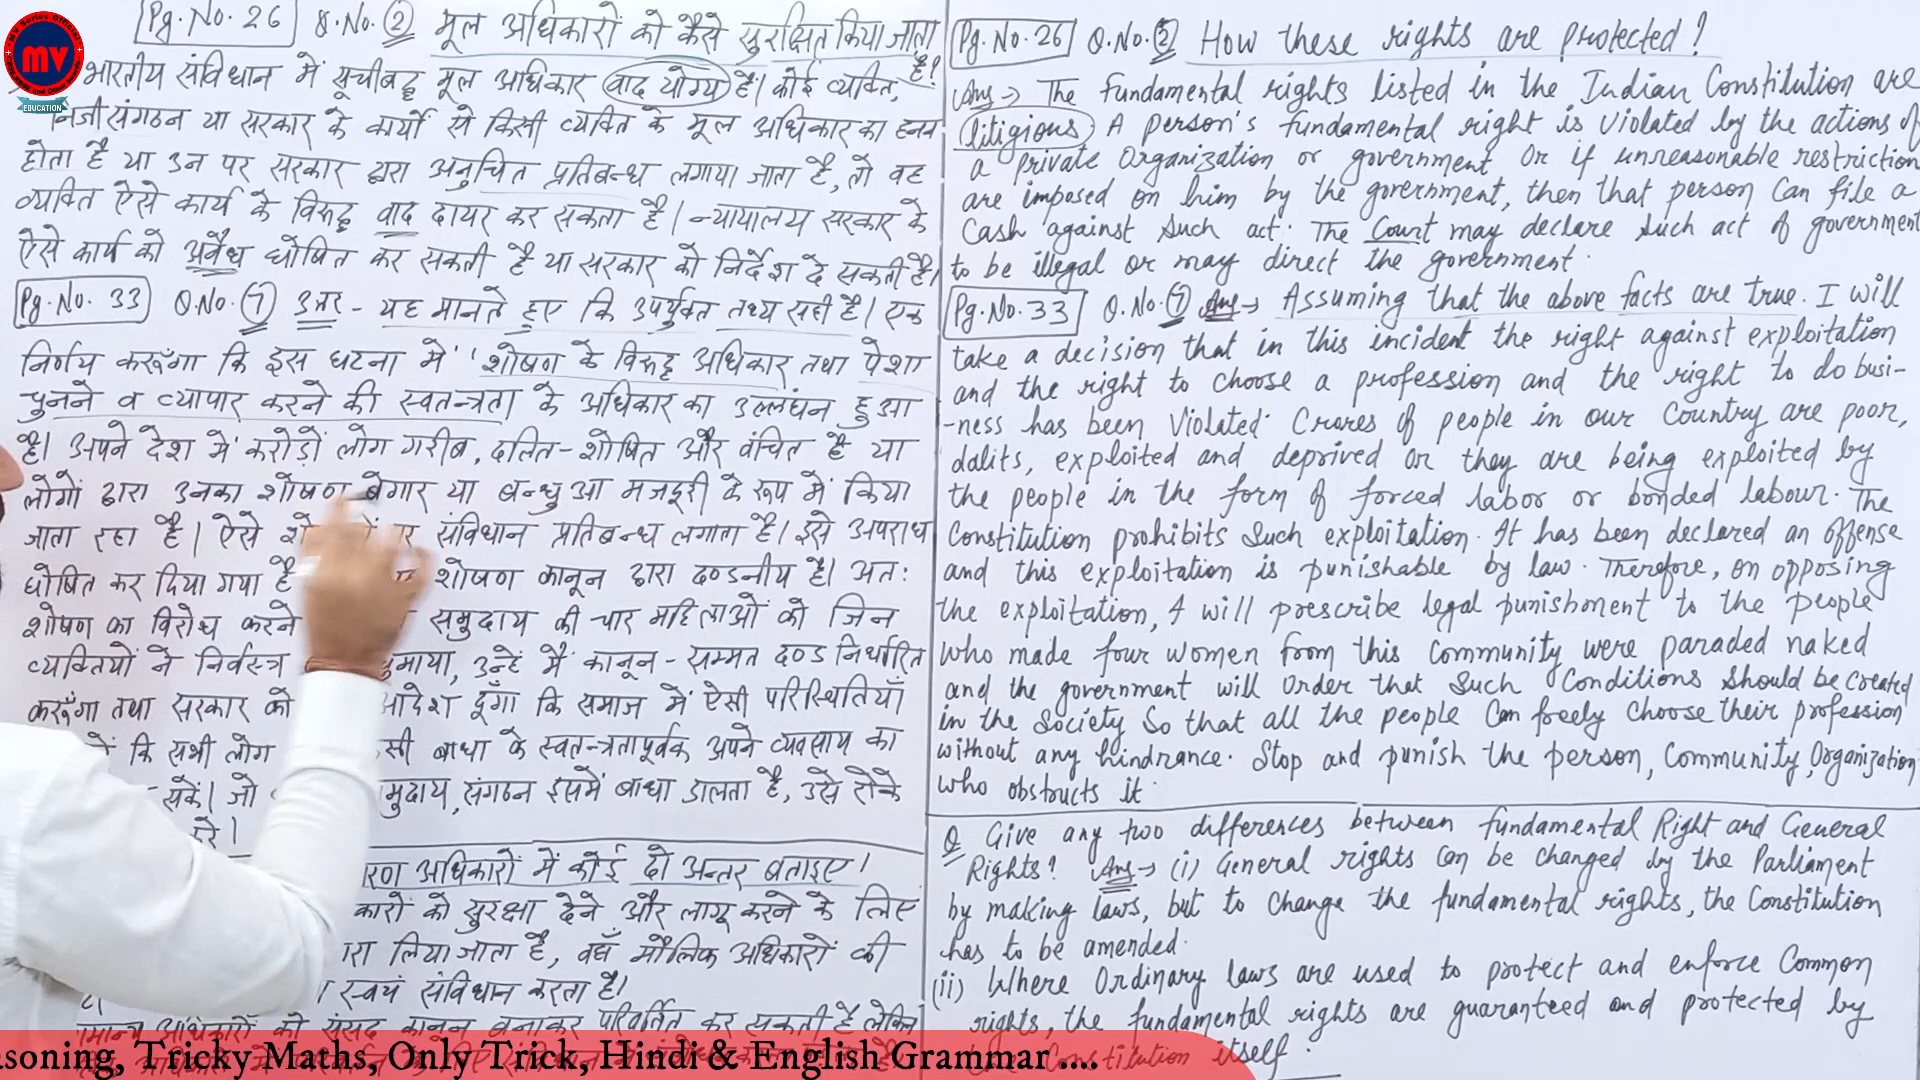 Pg. No. 26 Q. No. (2) मूल अधिकारों को कैसे सुरक्षित किया जाता है?
भारतीय संविधान में सूचीबद्ध मूल अधिकार वाद योग्य है। कोई व्यक्ति,
निजी संगठन या सरकार के कार्यों से किसी व्यक्ति के मूल अधिकार का हनन
होता है या उन पर सरकार द्वारा अनुचित प्रतिबन्ध लगाया जाता है, तो वह
व्यक्ति ऐसे कार्य के विरुद्ध वाद दायर कर सकता है। न्यायालय सरकार के
ऐसे कार्य को अवैध घोषित कर सकती है या सरकार को निर्देश दे सकती है।
Pg. No. 33 Q.No. (7) उत्तर - यह मानते हुए कि उपर्युक्त तथ्य सही है। एक
निर्णय करूँगा कि इस घटना में 'शोषण के विरुद्ध अधिकार तथा पेशा
चुनने व व्यापार करने की स्वतन्त्रता के अधिकार का उल्लंघन हुआ
है। अपने देश में करोड़ों लोग गरीब, दलित-शोषित और वंचित है या
लोगों द्वारा उनका शोषण बेगार या बन्धुआ मजदूरी के रूप में किया
जाता रहा है। ऐसे संविधान प्रतिबन्ध लगाता है। इसे अपराध
घोषित कर दिया गया है शोषण कानून द्वारा दण्डनीय है। अतः
शोषण का विरोध करने समुदाय की चार महिलाओं को जिन
व्यक्तियों ने निर्वस्त्र घुमाया, उन्हें मैं कानून-सम्मत दण्ड निर्धारित
करूँगा तथा सरकार को आदेश दूँगा कि समाज में ऐसी परिस्थितियाँ
कि सभी लोग बाधा के स्वतन्त्रतापूर्वक अपने व्यवसाय का
सकें। जो समुदाय, संगठन इसमें बाधा डालता है, उसे रोके
अधिकारों में कोई दो अन्तर बताइए।
को सुरक्षा देने और लागू करने के लिए
लिया जाता है, वहाँ मौलिक अधिकारों की
स्वयं संविधान करता है।
अधिकारों को संसद कानून बनाकर परिवर्तित कर सकती है लेकिन
Pg. No. 26 Q.No. (2) How these rights are protected?
Ans → The fundamental rights listed in the Indian Constitution are
litigious A person's fundamental right is violated by the actions of
a private Organization or government Or if unreasonable restriction
are imposed on him by the government, then that person can file a
Cash against such act. The Court may declare such act of government
to be illegal or may direct the government.
Pg. No. 33 Q.No. (7) Ans → Assuming that the above facts are true. I will
take a decision that in this incident the right against exploitation
and the right to choose a profession and the right to do busi-
-ness has been Violated. Crores of people in our Country are poor,
dalits, exploited and deprived or they are being exploited by
the people in the form of forced labor or bonded labour. The
Constitution prohibits such exploitation. It has been declared an offense
and this exploitation is punishable by law. Therefore, on opposing
the exploitation, I will prescribe legal punishment to the people
who made four women from this community were paraded naked
and the government will order that such Conditions should be created
in the Society So that all the people Can freely Choose their profession
without any hindrance. Stop and punish the person, Community, Organization
who obstructs it.
Q Give any two differences between fundamental Right and General
Rights? Ans → (i) General rights Can be changed by the Parliament
by making laws, but to Change the fundamental rights, the Constitution
has to be amended.
(ii) Where Ordinary laws are used to protect and enforce Common
rights, the fundamental rights are guaranteed and protected by
the Constitution itself.
MV Series Official
EDUCATION
soning, Tricky Maths, Only Trick, Hindi & English Grammar ....